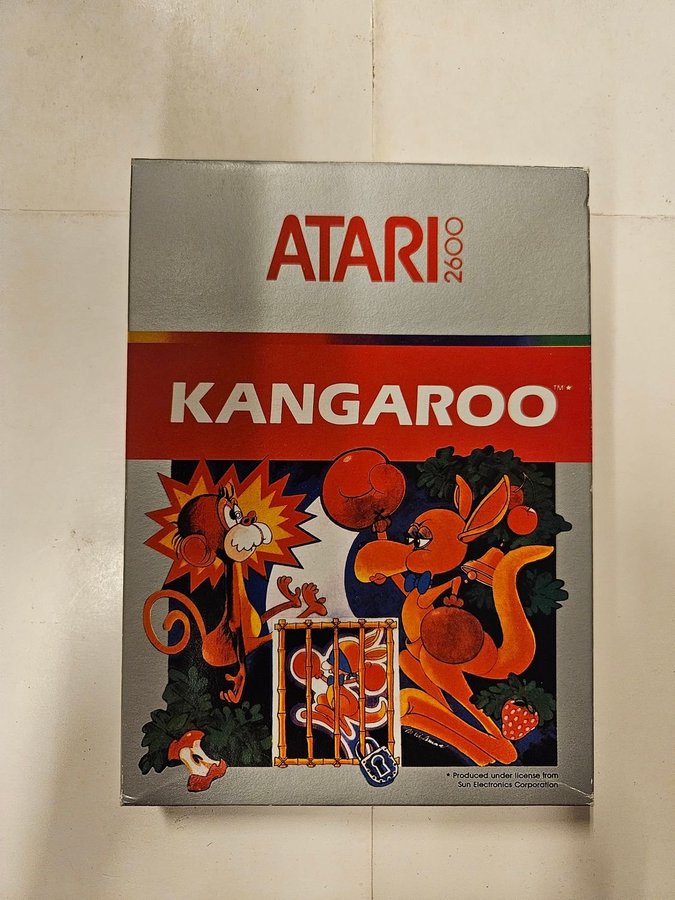 ATARI 2600
KANGAROO™*
* Produced under license from
Sun Electronics Corporation